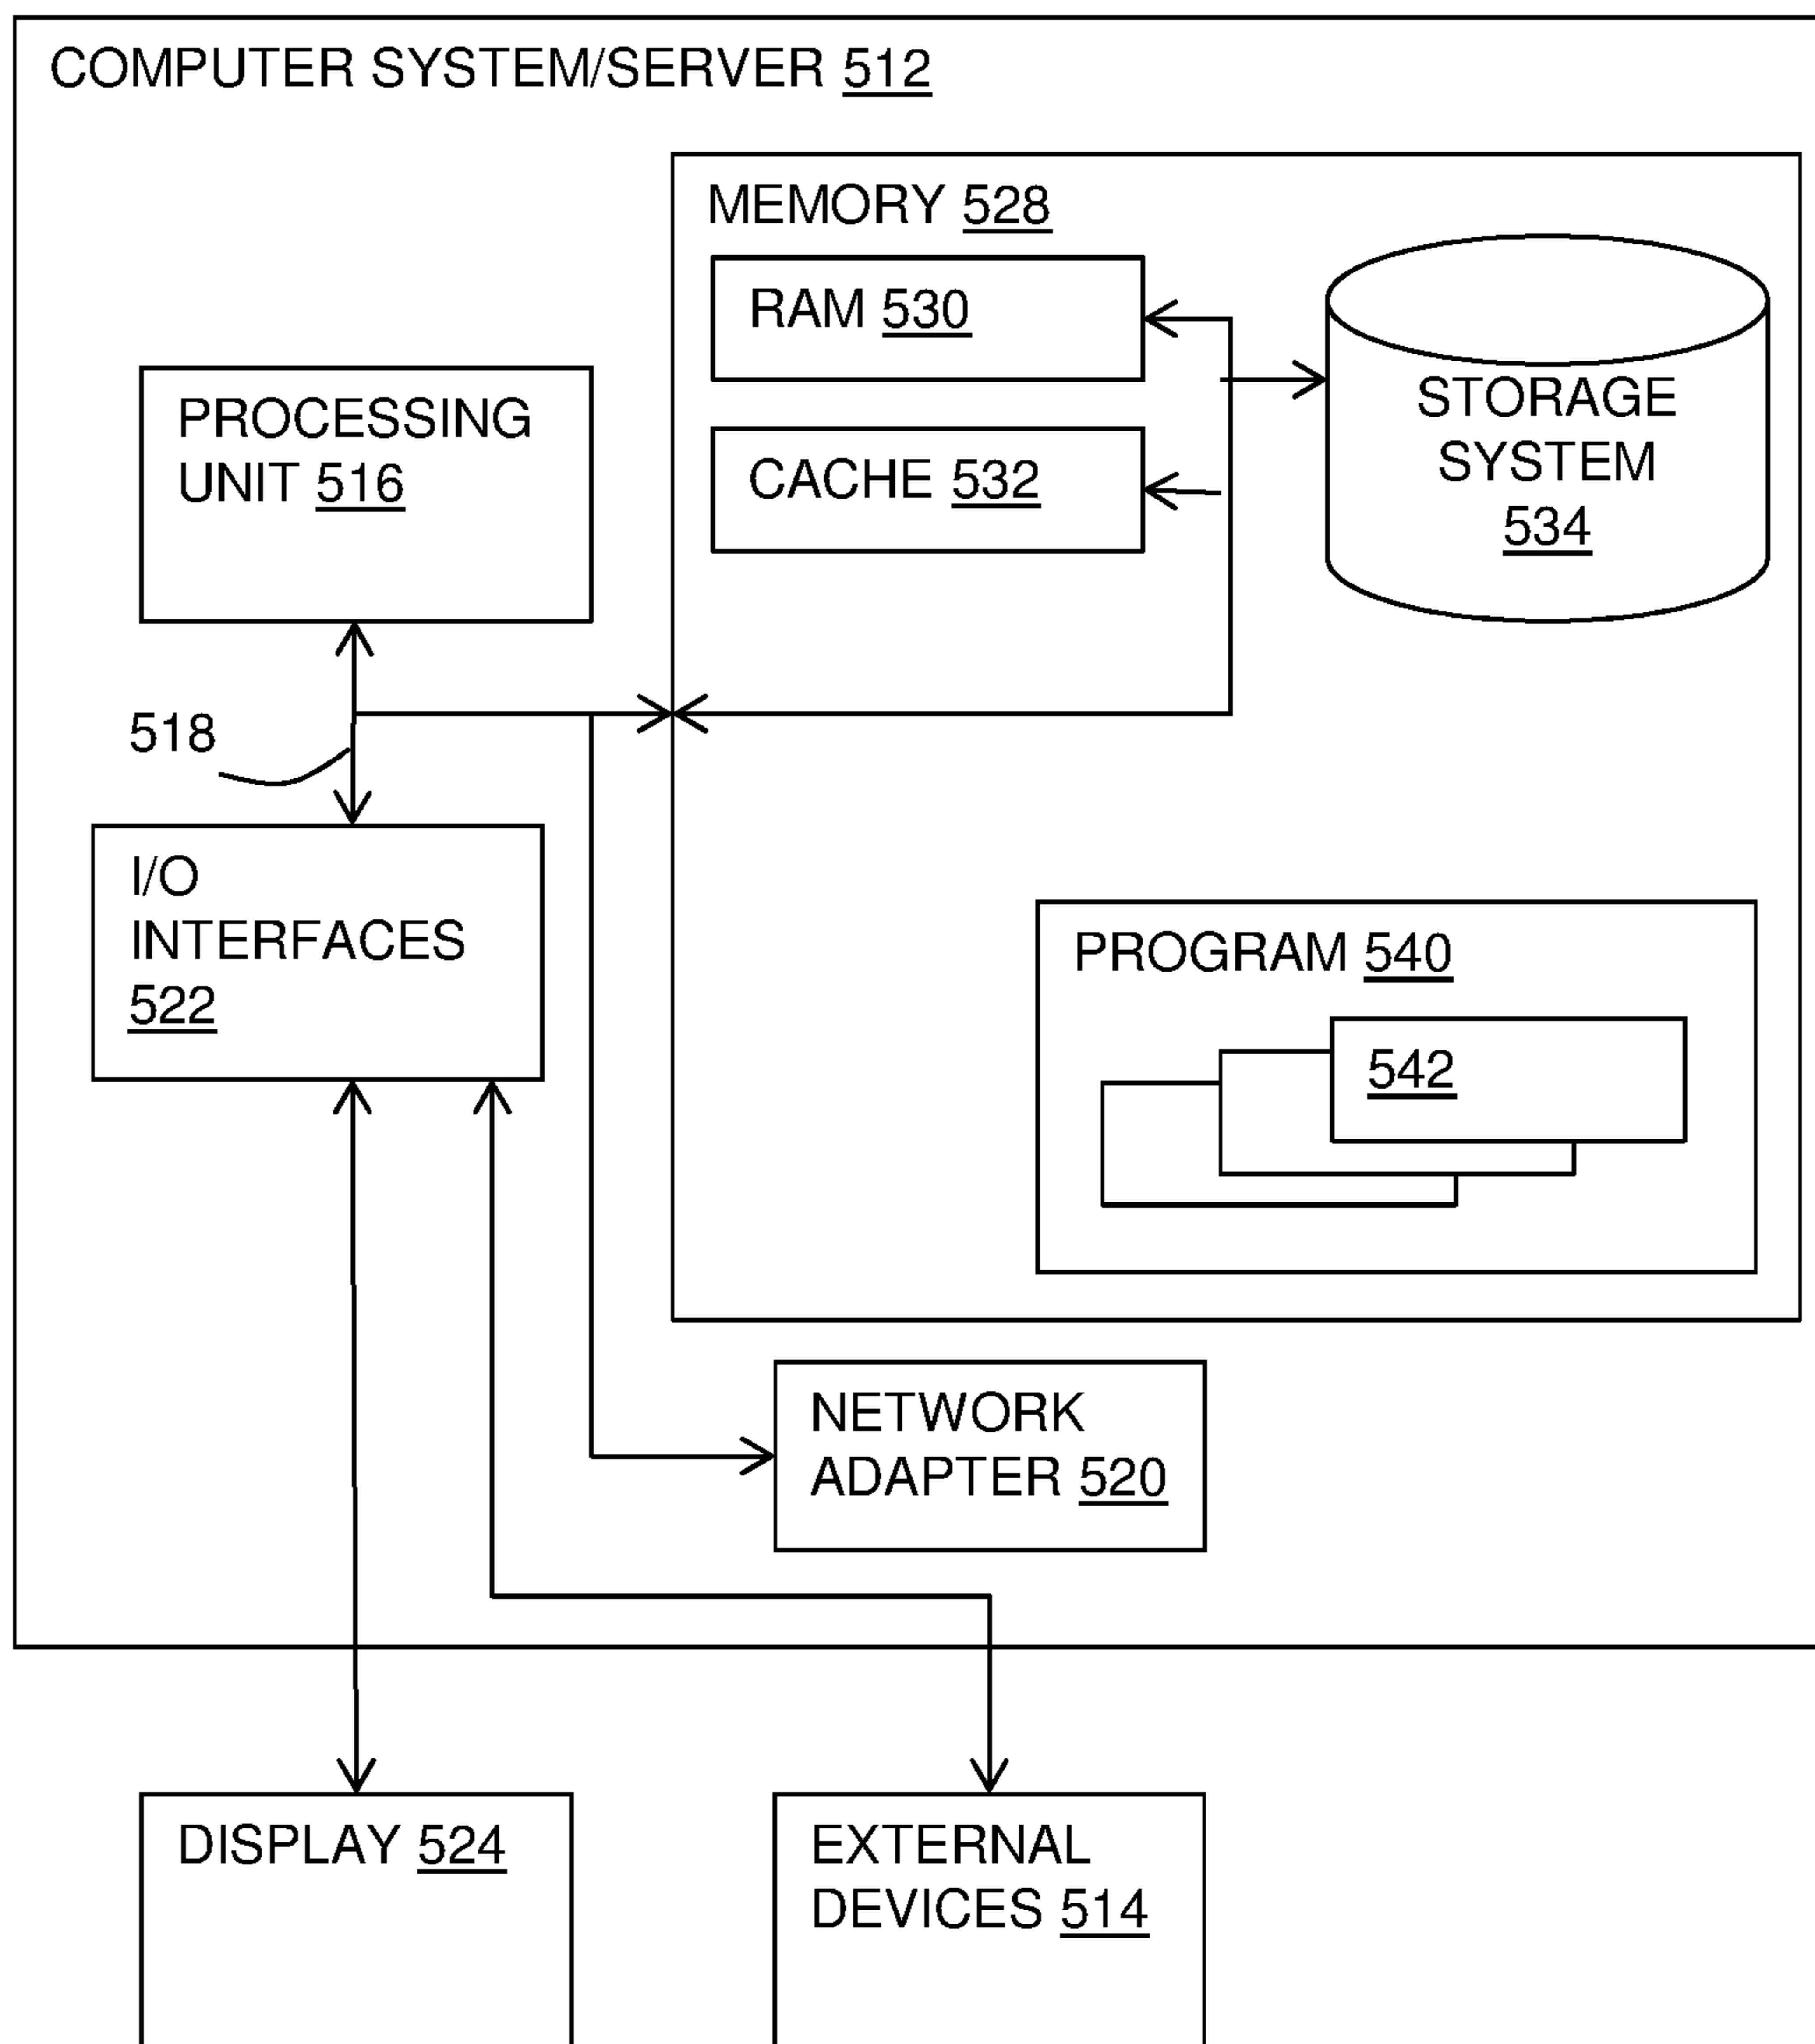 COMPUTER SYSTEM/SERVER 512
MEMORY 528
RAM 530
CACHE 532
STORAGE
SYSTEM
534
PROCESSING
UNIT 516
518
I/O
INTERFACES
522
PROGRAM 540
542
NETWORK
ADAPTER 520
DISPLAY 524
EXTERNAL
DEVICES 514